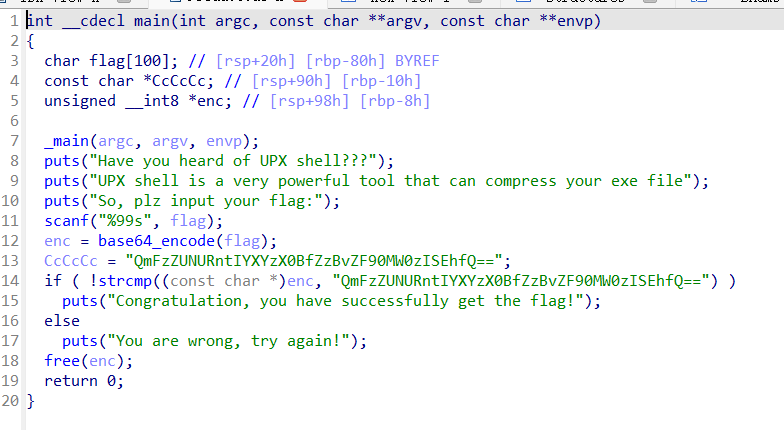 1 int __cdecl main(int argc, const char **argv, const char **envp)
2 {
3 char flag[100]; // [rsp+20h] [rbp-80h] BYREF
4 const char *CcCcCc; // [rsp+90h] [rbp-10h]
5 unsigned __int8 *enc; // [rsp+98h] [rbp-8h]
6
7 _main(argc, argv, envp);
8 puts("Have you heard of UPX shell???");
9 puts("UPX shell is a very powerful tool that can compress your exe file");
10 puts("So, plz input your flag:");
11 scanf("%99s", flag);
12 enc = base64_encode(flag);
13 CcCcCc = "QmFzZUNURntIYXYzX0BfZzBvZF90MW0zISEhfQ==";
14 if ( !strcmp((const char *)enc, "QmFzZUNURntIYXYzX0BfZzBvZF90MW0zISEhfQ==") )
15 puts("Congratulation, you have successfully get the flag!");
16 else
17 puts("You are wrong, try again!");
18 free(enc);
19 return 0;
20 }